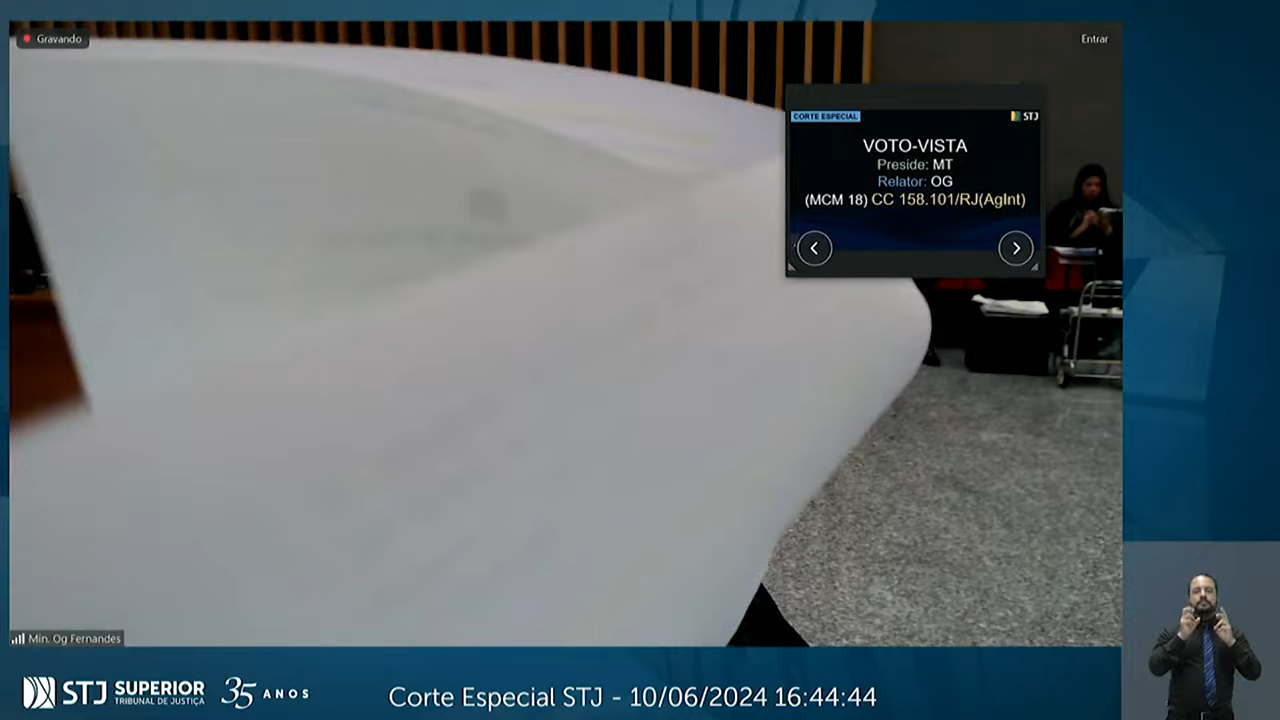 Gravando
Entrar
CORTE ESPECIAL
STJ
VOTO-VISTA
Preside: MT
Relator: OG
(MCM 18) CC 158.101/RJ(AgInt)
Min. Og Fernandes
STJ SUPERIOR
TRIBUNAL DE JUSTIÇA
35 ANOS
Corte Especial STJ - 10/06/2024 16:44:44